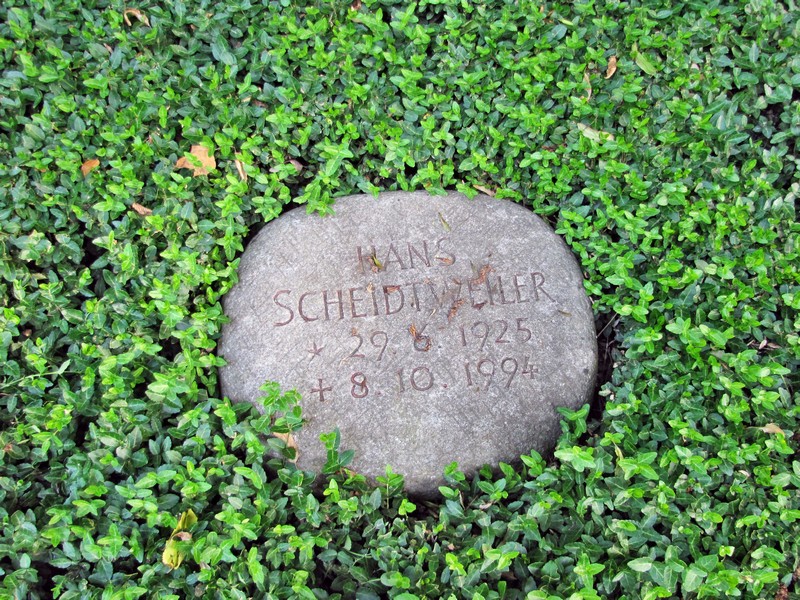 HANS
SCHEIDTWEILER
* 29. 6. 1925
+ 8. 10. 1994